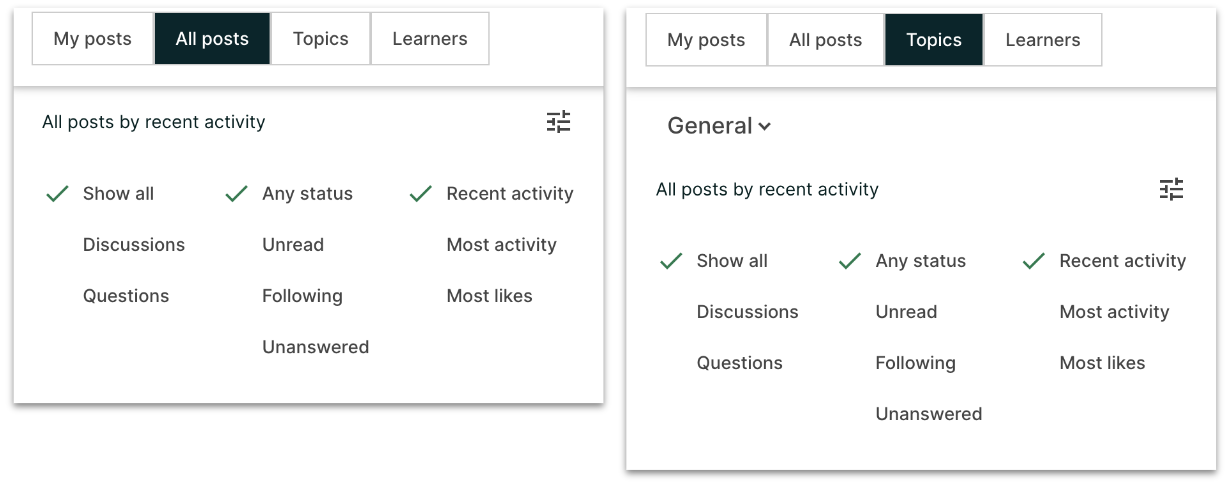 My posts All posts Topics Learners
All posts by recent activity
Show all Any status Recent activity
Discussions Unread Most activity
Questions Following Most likes
Unanswered
My posts All posts Topics Learners
General
All posts by recent activity
Show all Any status Recent activity
Discussions Unread Most activity
Questions Following Most likes
Unanswered